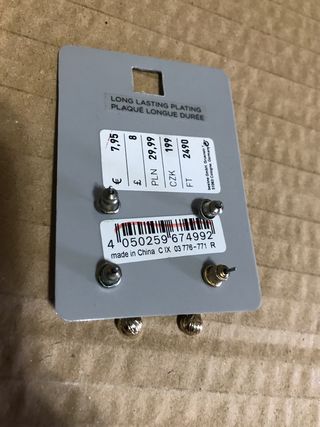 LONG LASTING PLATING
PLAQUÉ LONGUE DURÉE
€ 7,95
£ 8
PLN 29,99
CZK 199
FT 2490
4 050259 674992
made in China C IX 03 776-771 R